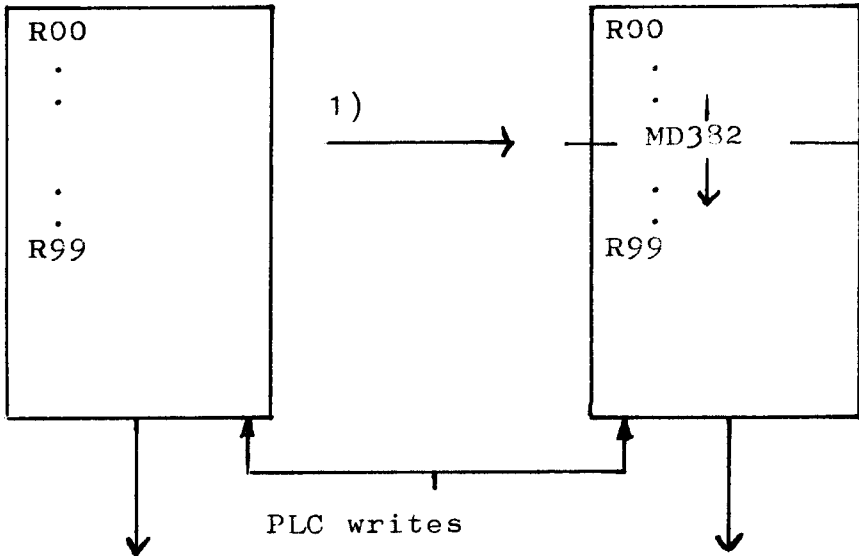 R00
.
.
.
.
R99
1)
R00
.
.
MD382
.
.
R99
PLC writes